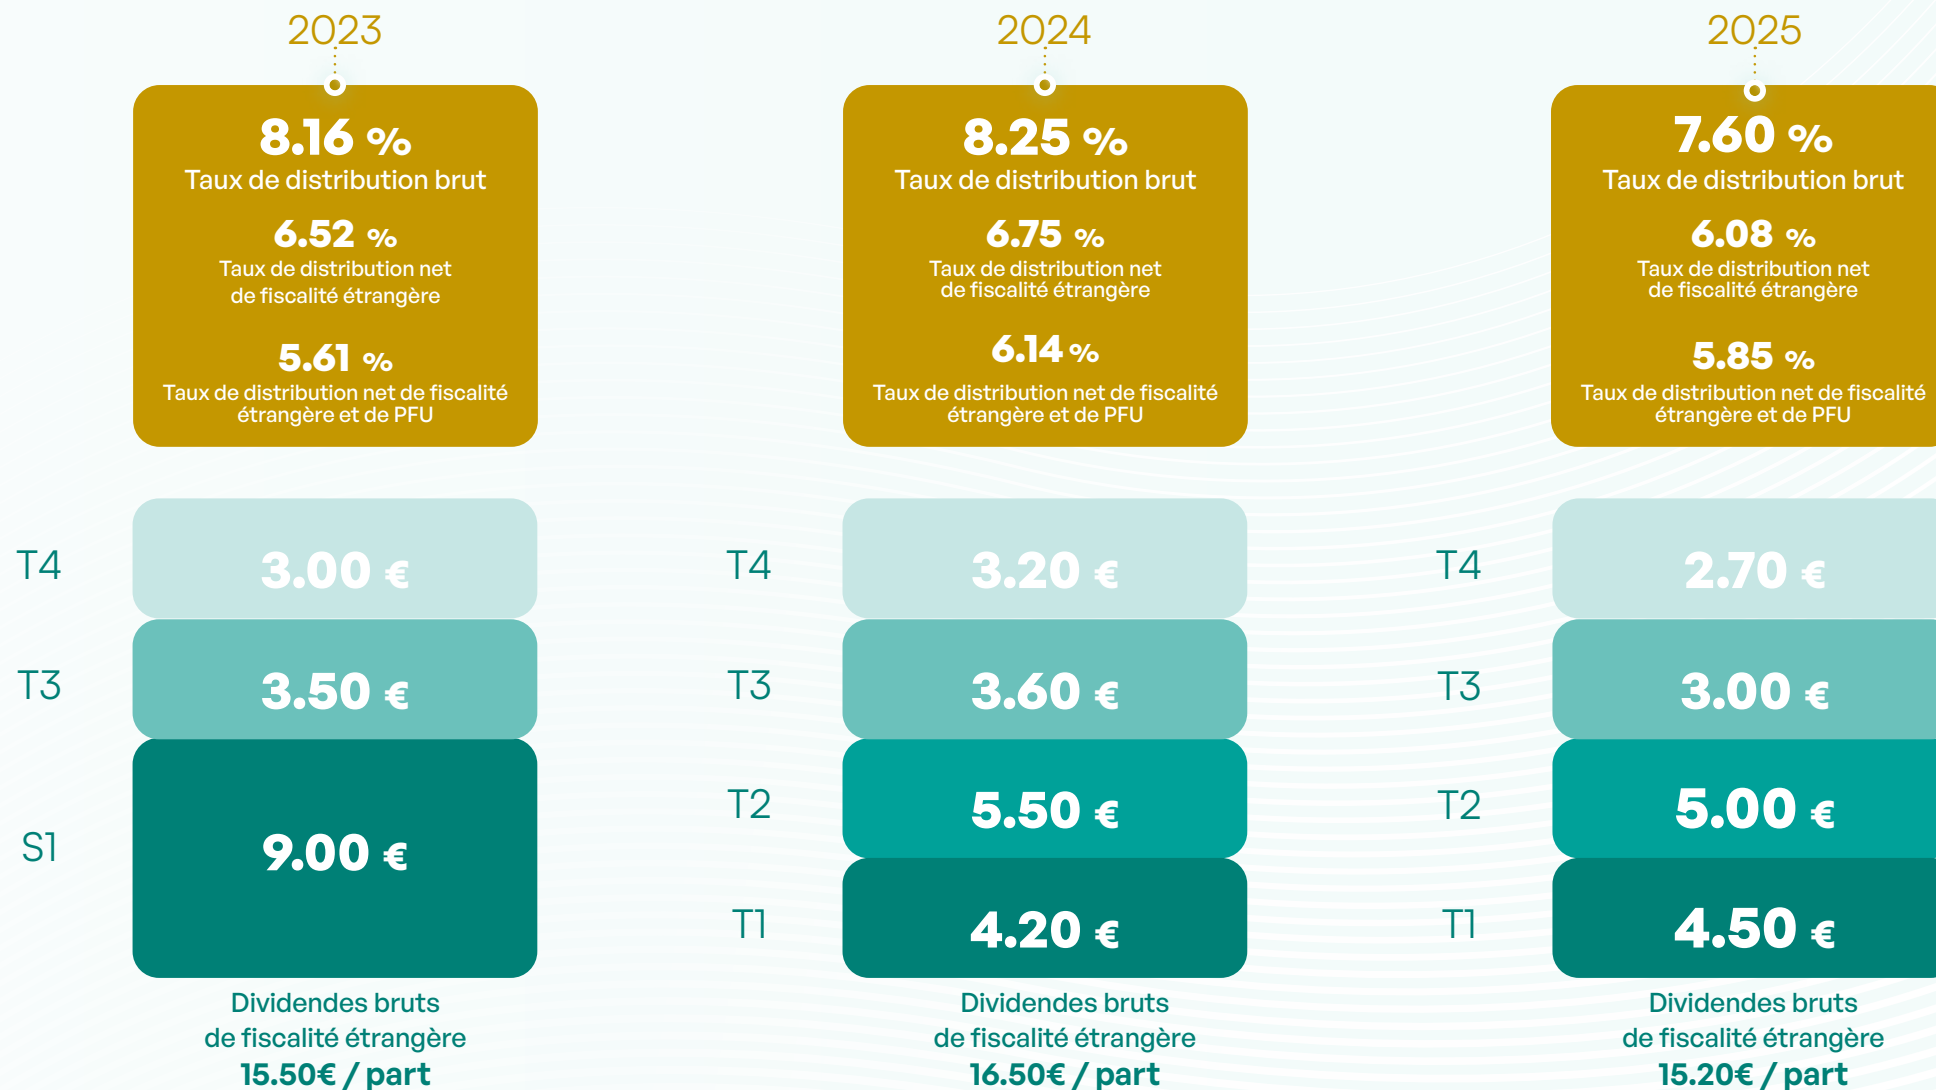 2023
8.16 %
Taux de distribution brut
6.52 %
Taux de distribution net
de fiscalité étrangère
5.61 %
Taux de distribution net de fiscalité
étrangère et de PFU
T4
3.00 €
T3
3.50 €
S1
9.00 €
Dividendes bruts
de fiscalité étrangère
15.50€ / part
2024
8.25 %
Taux de distribution brut
6.75 %
Taux de distribution net
de fiscalité étrangère
6.14 %
Taux de distribution net de fiscalité
étrangère et de PFU
T4
3.20 €
T3
3.60 €
T2
5.50 €
T1
4.20 €
Dividendes bruts
de fiscalité étrangère
16.50€ / part
2025
7.60 %
Taux de distribution brut
6.08 %
Taux de distribution net
de fiscalité étrangère
5.85 %
Taux de distribution net de fiscalité
étrangère et de PFU
T4
2.70 €
T3
3.00 €
T2
5.00 €
T1
4.50 €
Dividendes bruts
de fiscalité étrangère
15.20€ / part